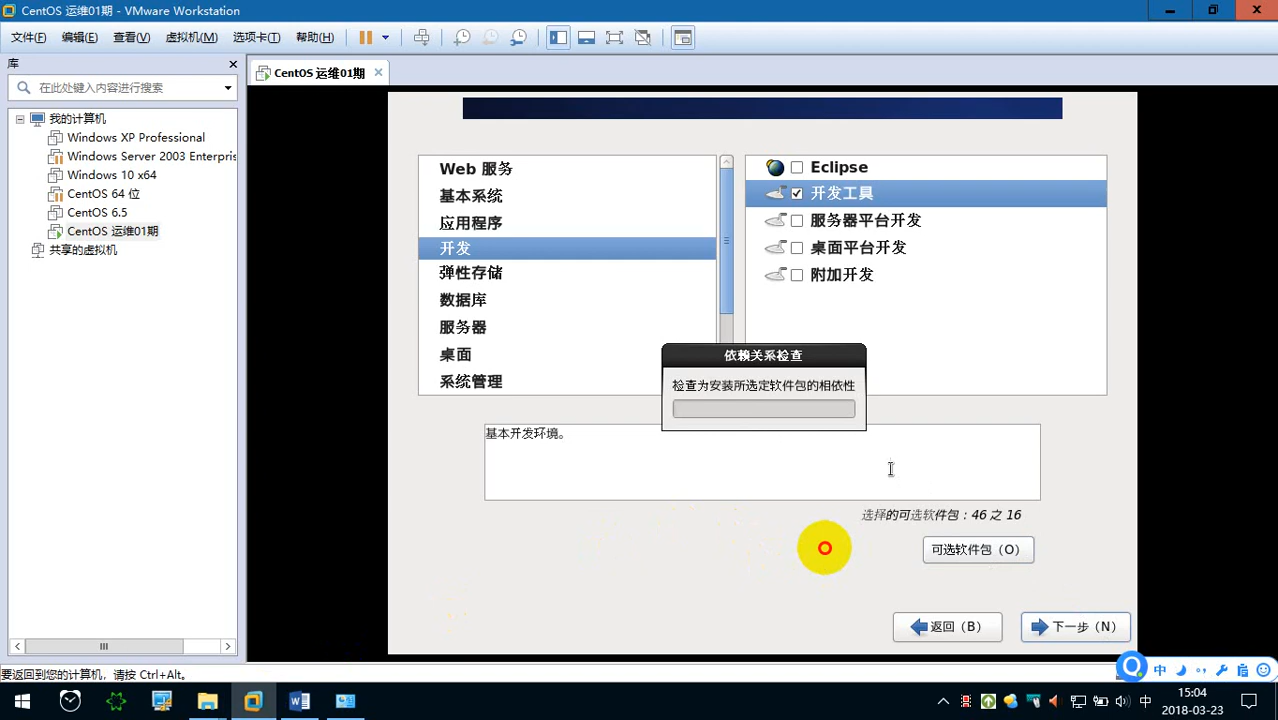 CentOS 运维01期 - VMware Workstation
文件(F) 编辑(E) 查看(V) 虚拟机(M) 选项卡(T) 帮助(H)
库
在此处键入内容进行搜索
我的计算机
Windows XP Professional
Windows Server 2003 Enterpris
Windows 10 x64
CentOS 64 位
CentOS 6.5
CentOS 运维01期
共享的虚拟机
CentOS 运维01期
Web 服务
基本系统
应用程序
开发
弹性存储
数据库
服务器
桌面
系统管理
Eclipse
开发工具
服务器平台开发
桌面平台开发
附加开发
依赖关系检查
检查为安装所选定软件包的相依性
基本开发环境。
选择的可选软件包：46 之 16
可选软件包（O）
返回（B）
下一步（N）
要返回到您的计算机，请按 Ctrl+Alt。
中
中
15:04
2018-03-23